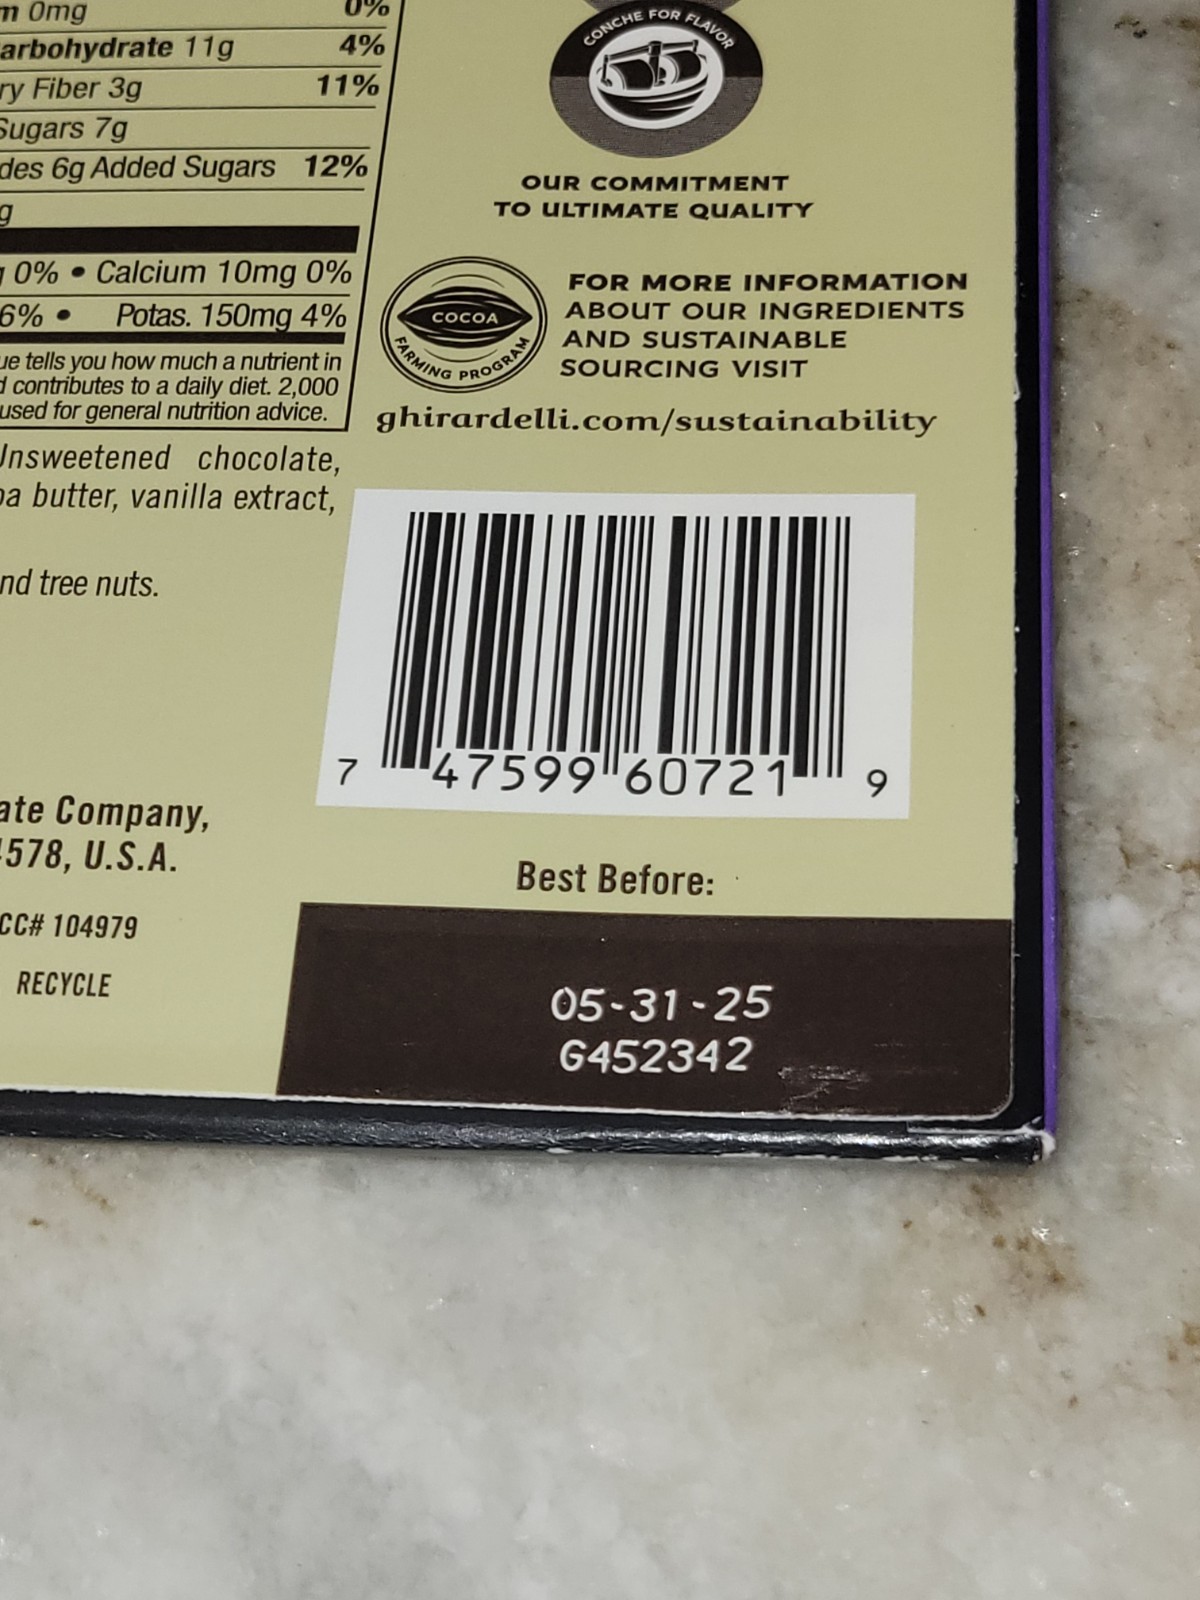 0mg 0%
arbohydrate 11g 4%
Fiber 3g 11%
Sugars 7g
des 6g Added Sugars 12%
g
0% • Calcium 10mg 0%
6% • Potas. 150mg 4%
ue tells you how much a nutrient in
contributes to a daily diet. 2,000
used for general nutrition advice.
Unsweetened chocolate,
butter, vanilla extract,
nd tree nuts.
ate Company,
4578, U.S.A.
CC# 104979
RECYCLE
CONCHE FOR FLAVOR
OUR COMMITMENT
TO ULTIMATE QUALITY
COCOA
FARMING PROGRAM
FOR MORE INFORMATION
ABOUT OUR INGREDIENTS
AND SUSTAINABLE
SOURCING VISIT
ghirardelli.com/sustainability
7 47599 60721 9
Best Before:
05-31-25
G452342